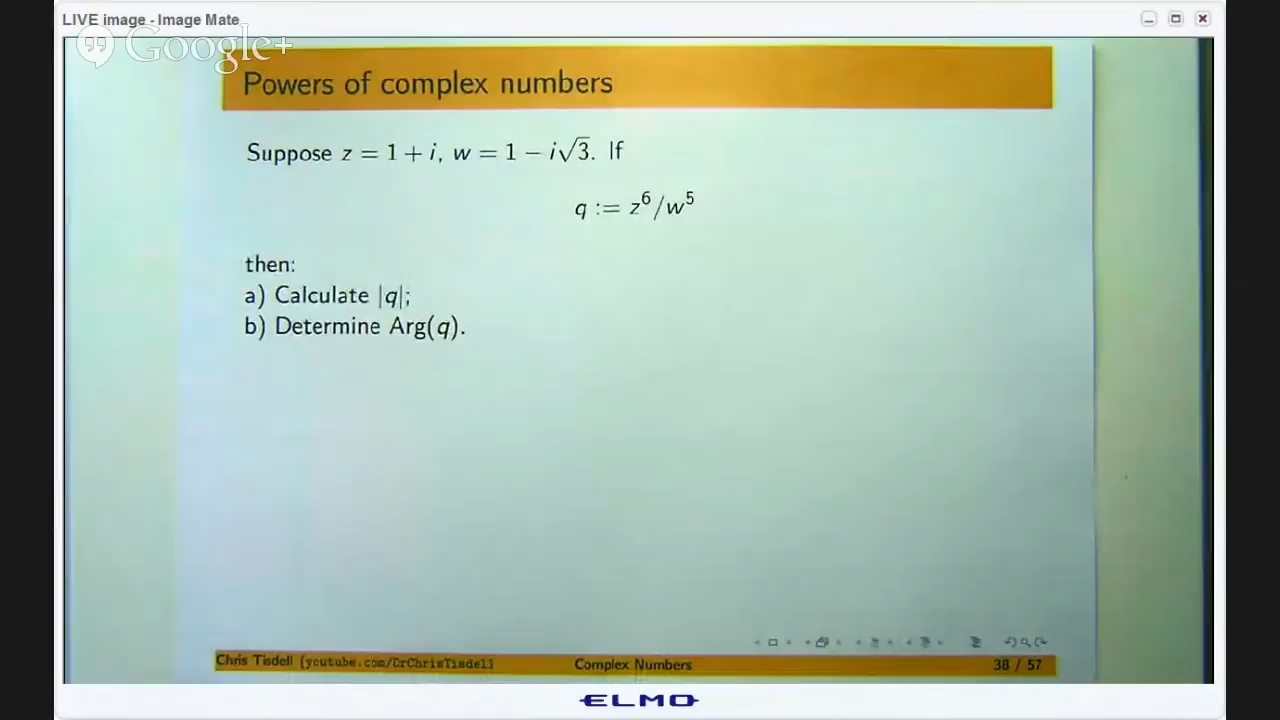 LIVE image - Image Mate
Google+
Powers of complex numbers
Suppose z = 1 + i, w = 1 − i√3. If
q := z⁶/w⁵
then:
a) Calculate |q|;
b) Determine Arg(q).
Chris Tisdell (youtube.com/DrChrisTisdell
Complex Numbers
38 / 57
ELMO